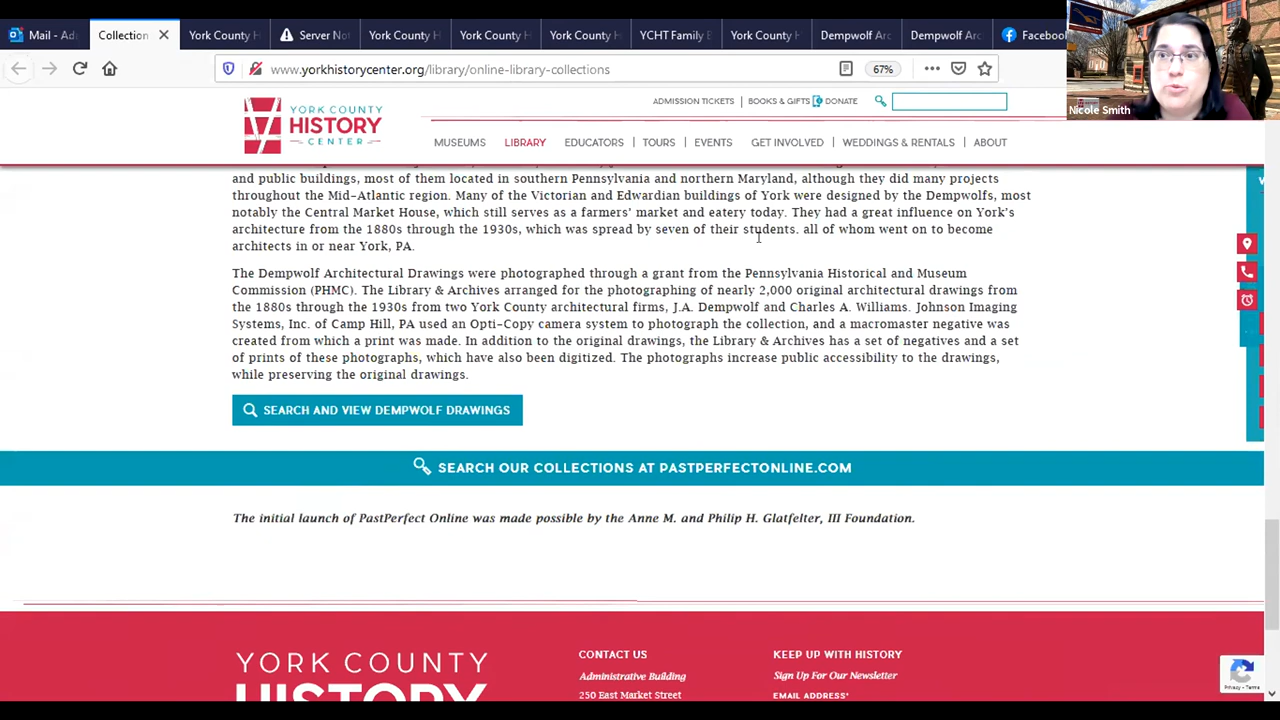 Mail - Ad
Collection
York County H
Server Not
York County H
York County H
York County H
YCHT Family B
York County H
Dempwolf Arc
Dempwolf Arc
Facebook
www.yorkhistorycenter.org/library/online-library-collections
67%
Nicole Smith
YORK COUNTY
HISTORY
CENTER
ADMISSION TICKETS
BOOKS & GIFTS
DONATE
MUSEUMS
LIBRARY
EDUCATORS
TOURS
EVENTS
GET INVOLVED
WEDDINGS & RENTALS
ABOUT
and public buildings, most of them located in southern Pennsylvania and northern Maryland, although they did many projects
throughout the Mid-Atlantic region. Many of the Victorian and Edwardian buildings of York were designed by the Dempwolfs, most
notably the Central Market House, which still serves as a farmers' market and eatery today. They had a great influence on York's
architecture from the 1880s through the 1930s, which was spread by seven of their students. all of whom went on to become
architects in or near York, PA.
The Dempwolf Architectural Drawings were photographed through a grant from the Pennsylvania Historical and Museum
Commission (PHMC). The Library & Archives arranged for the photographing of nearly 2,000 original architectural drawings from
the 1880s through the 1930s from two York County architectural firms, J.A. Dempwolf and Charles A. Williams. Johnson Imaging
Systems, Inc. of Camp Hill, PA used an Opti-Copy camera system to photograph the collection, and a macromaster negative was
created from which a print was made. In addition to the original drawings, the Library & Archives has a set of negatives and a set
of prints of these photographs, which have also been digitized. The photographs increase public accessibility to the drawings,
while preserving the original drawings.
SEARCH AND VIEW DEMPWOLF DRAWINGS
SEARCH OUR COLLECTIONS AT PASTPERFECTONLINE.COM
The initial launch of PastPerfect Online was made possible by the Anne M. and Philip H. Glatfelter, III Foundation.
YORK COUNTY
HISTORY
CONTACT US
Administrative Building
250 East Market Street
KEEP UP WITH HISTORY
Sign Up For Our Newsletter
EMAIL ADDRESS*
Privacy - Terms